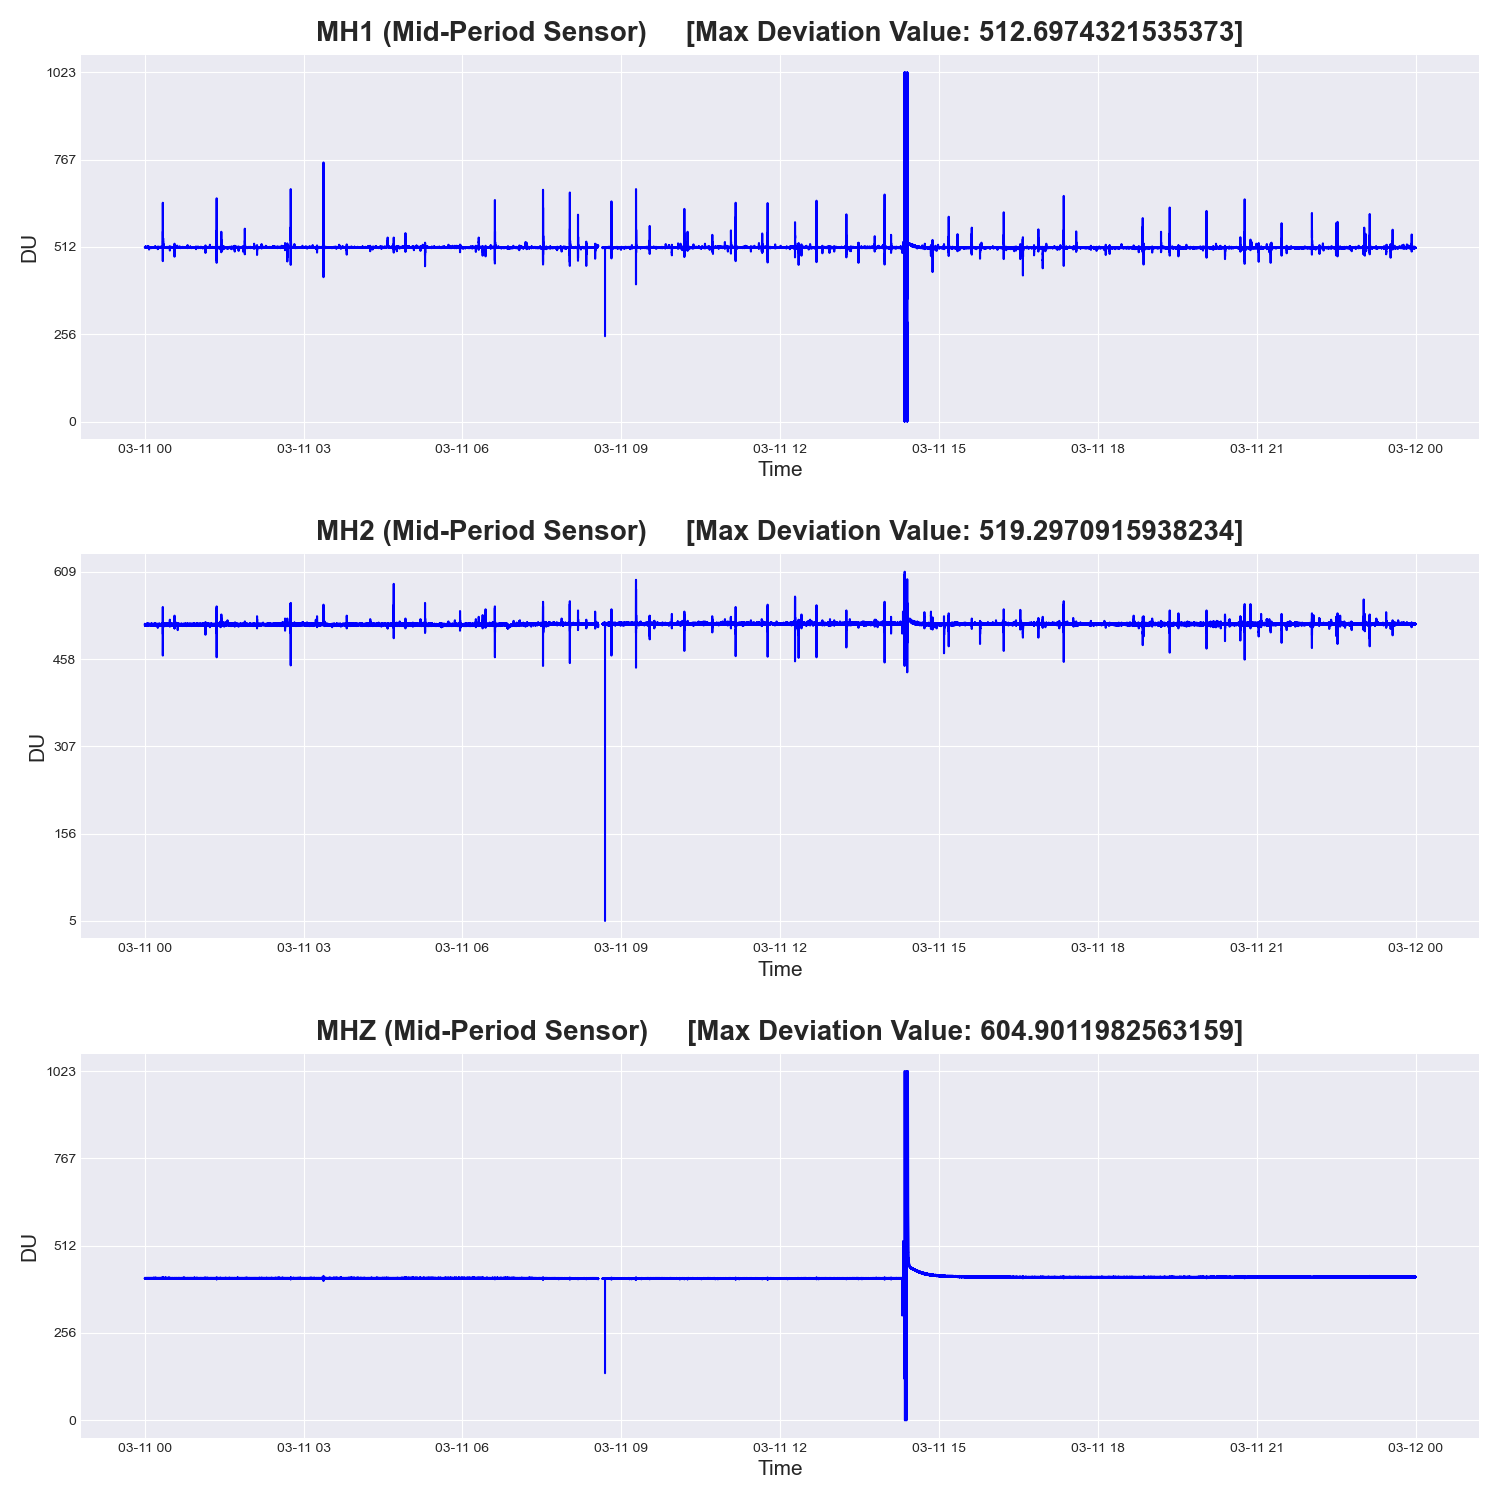 MH1 (Mid-Period Sensor) [Max Deviation Value: 512.6974321535373]
1023
767
512
256
0
DU
03-11 00 03-11 03 03-11 06 03-11 09 03-11 12 03-11 15 03-11 18 03-11 21 03-12 00
Time
MH2 (Mid-Period Sensor) [Max Deviation Value: 519.2970915938234]
609
458
307
156
5
DU
03-11 00 03-11 03 03-11 06 03-11 09 03-11 12 03-11 15 03-11 18 03-11 21 03-12 00
Time
MHZ (Mid-Period Sensor) [Max Deviation Value: 604.9011982563159]
1023
767
512
256
0
DU
03-11 00 03-11 03 03-11 06 03-11 09 03-11 12 03-11 15 03-11 18 03-11 21 03-12 00
Time